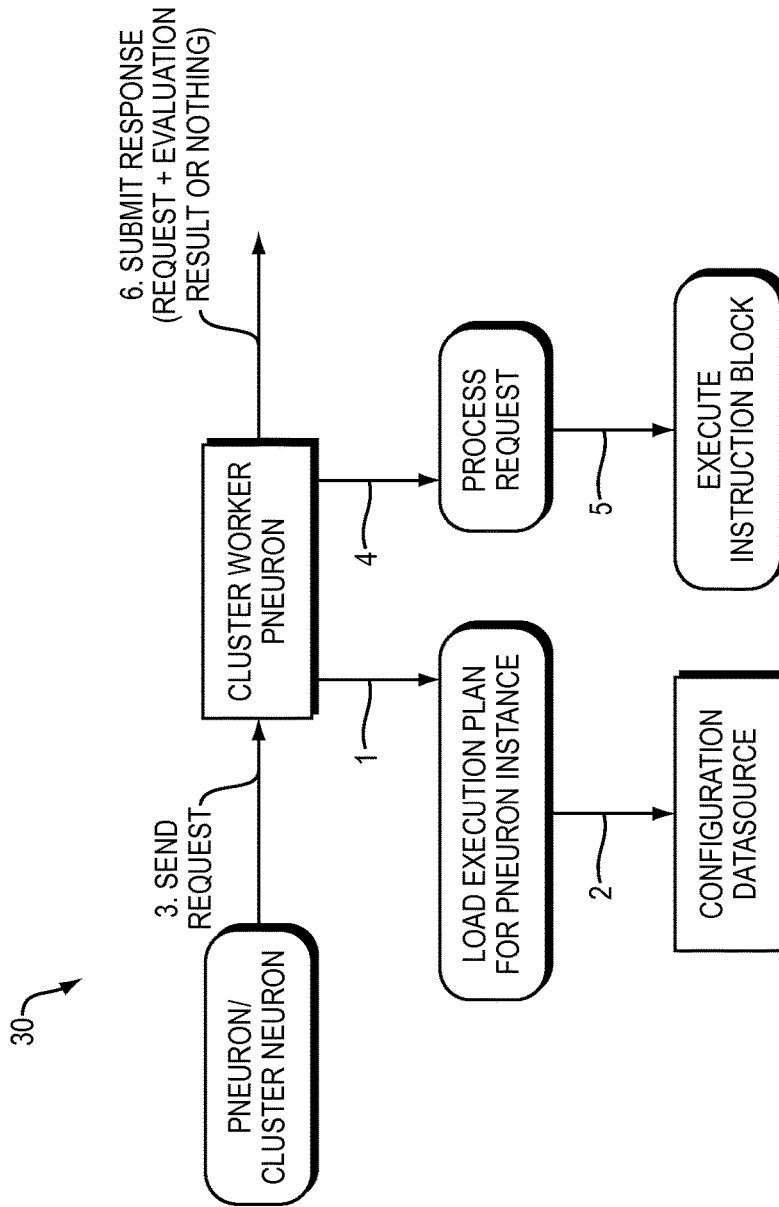 30
PNEURON/
CLUSTER NEURON
3. SEND
REQUEST
CLUSTER WORKER
PNEURON
6. SUBMIT RESPONSE
(REQUEST + EVALUATION
RESULT OR NOTHING)
1
4
LOAD EXECUTION PLAN
FOR PNEURON INSTANCE
PROCESS
REQUEST
2
5
CONFIGURATION
DATASOURCE
EXECUTE
INSTRUCTION BLOCK